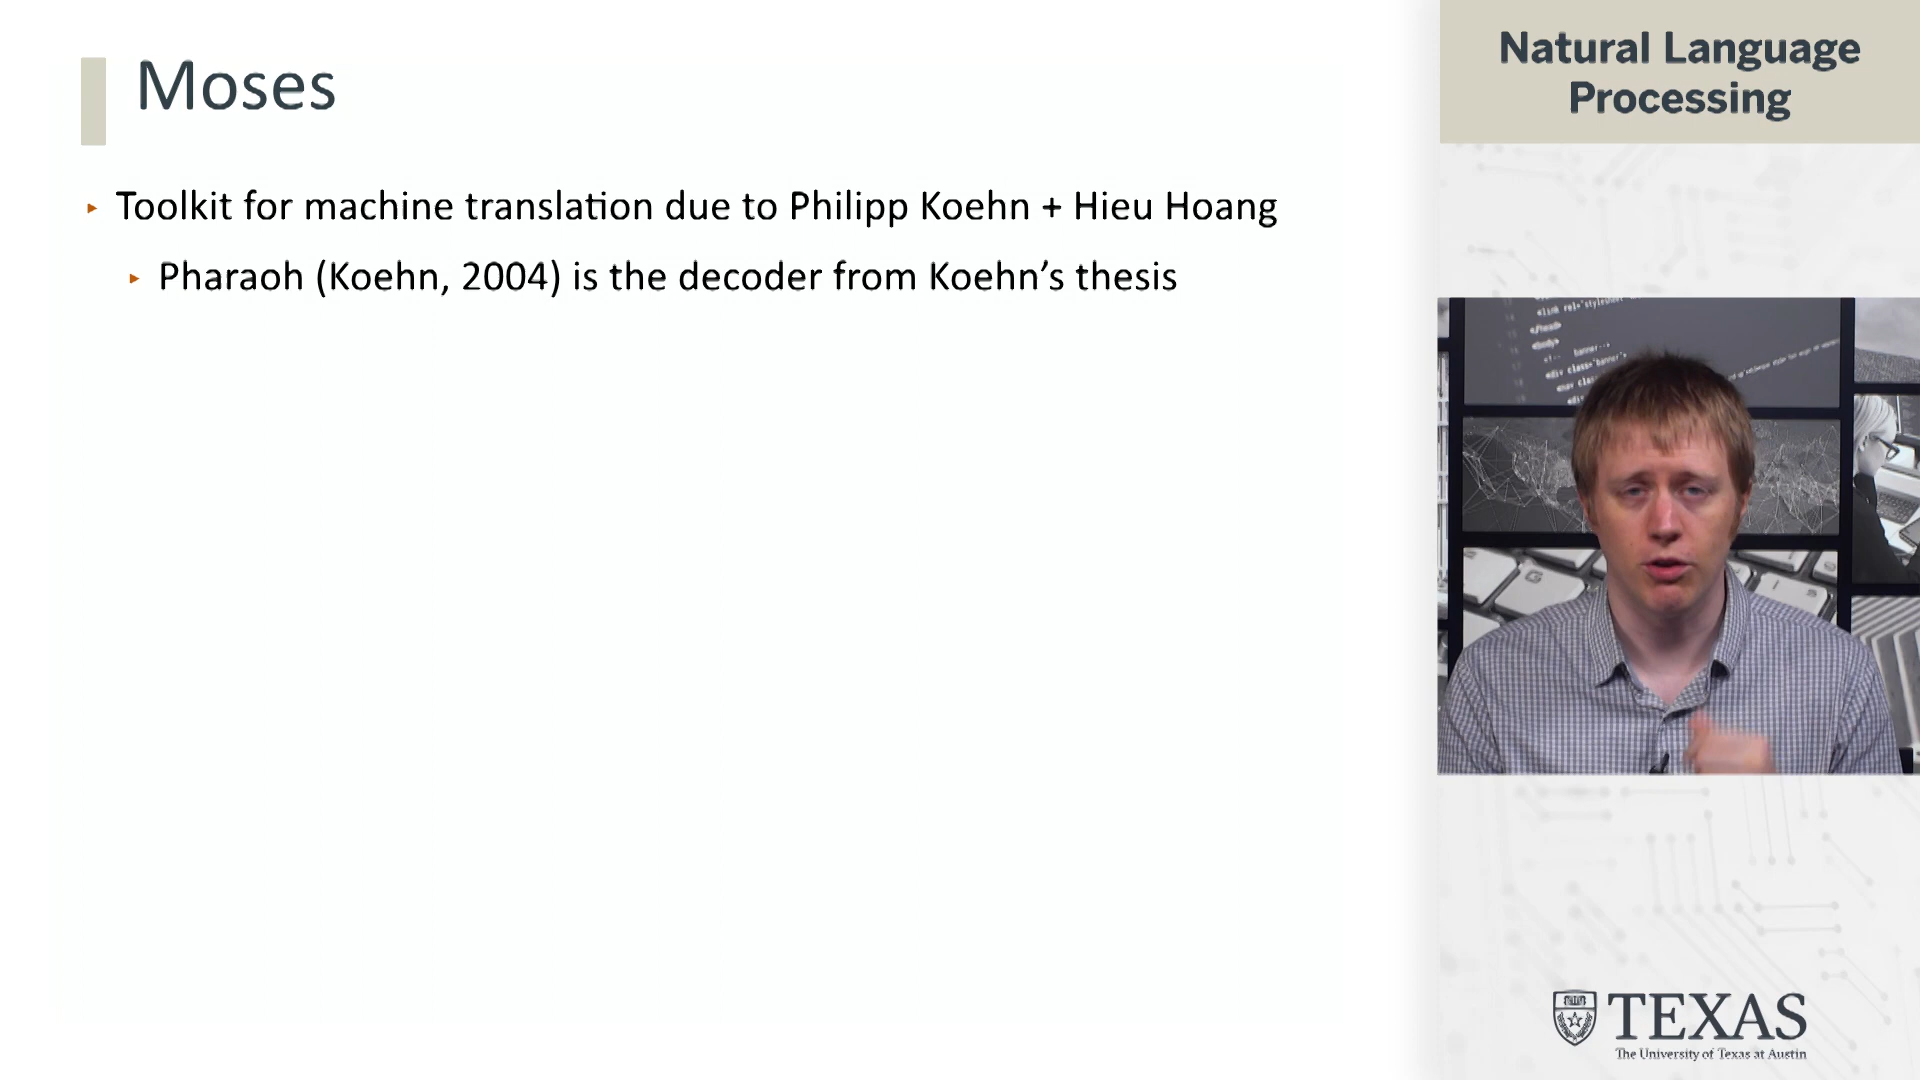 Moses
Natural Language
Processing
▸ Toolkit for machine translation due to Philipp Koehn + Hieu Hoang
▸ Pharaoh (Koehn, 2004) is the decoder from Koehn’s thesis
TEXAS
The University of Texas at Austin